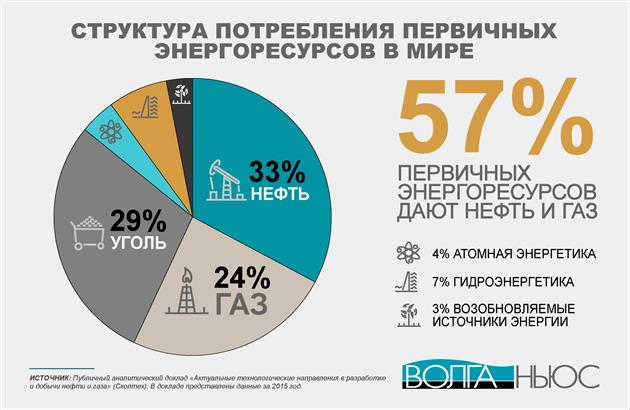 СТРУКТУРА ПОТРЕБЛЕНИЯ ПЕРВИЧНЫХ
ЭНЕРГОРЕСУРСОВ В МИРЕ
33%
НЕФТЬ
29%
УГОЛЬ
24%
ГАЗ
57%
ПЕРВИЧНЫХ
ЭНЕРГОРЕСУРСОВ
ДАЮТ НЕФТЬ И ГАЗ
4% АТОМНАЯ ЭНЕРГЕТИКА
7% ГИДРОЭНЕРГЕТИКА
3% ВОЗОБНОВЛЯЕМЫЕ
ИСТОЧНИКИ ЭНЕРГИИ
ИСТОЧНИК: Публичный аналитический доклад «Актуальные технологические направления в разработке
и добычи нефти и газа» (Сколтех). В докладе представлены данные за 2015 год.
ВОЛГА НЬЮС